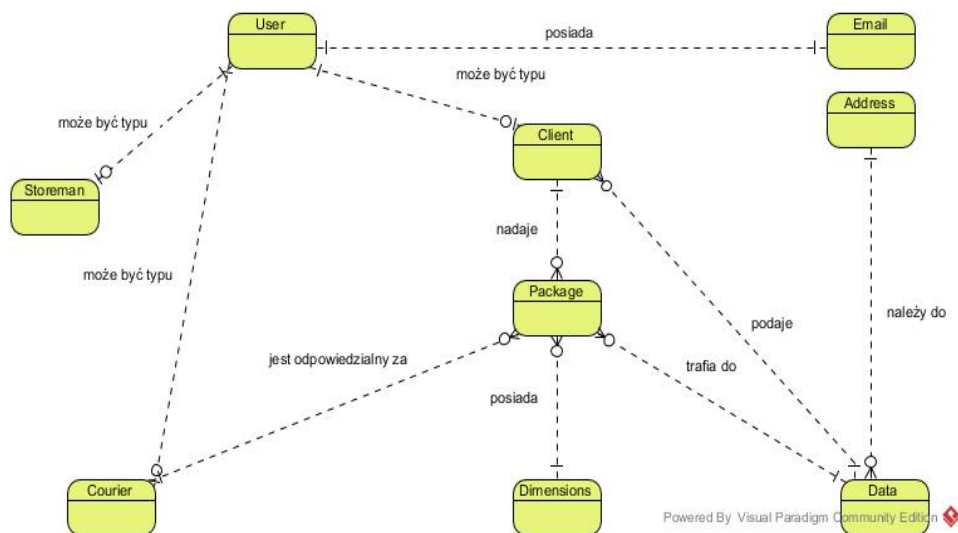 User
posiada
Email
może być typu
Address
może być typu
Client
Storeman
nadaje
może być typu
Package
należy do
podaje
jest odpowiedzialny za
trafia do
posiada
Courier
Dimensions
Data
Powered By Visual Paradigm Community Edition